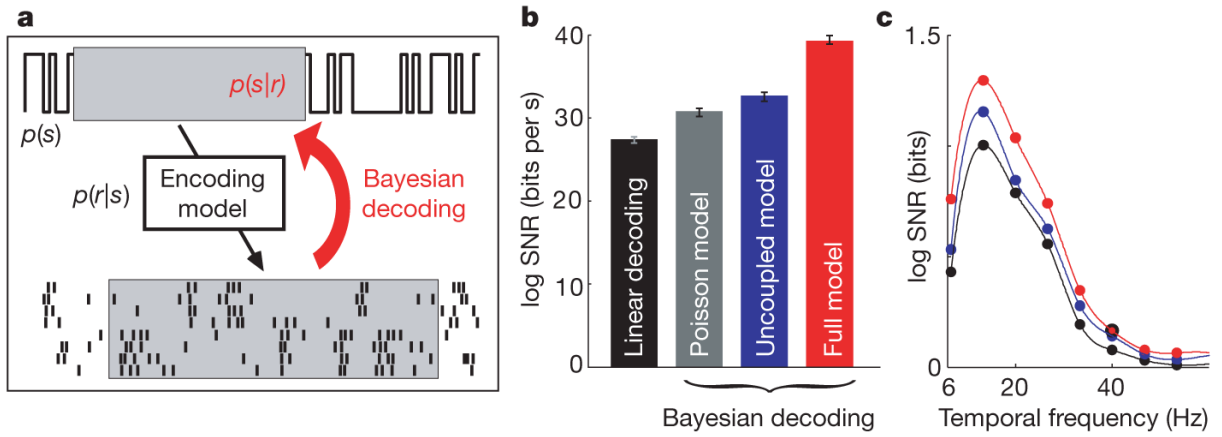 a
p(s|r)
p(s)
p(r|s)
Encoding
model
Bayesian
decoding
b
log SNR (bits per s)
40
30
20
10
0
Linear decoding
Poisson model
Uncoupled model
Full model
Bayesian decoding
c
log SNR (bits)
1.5
0
6
20
40
Temporal frequency (Hz)